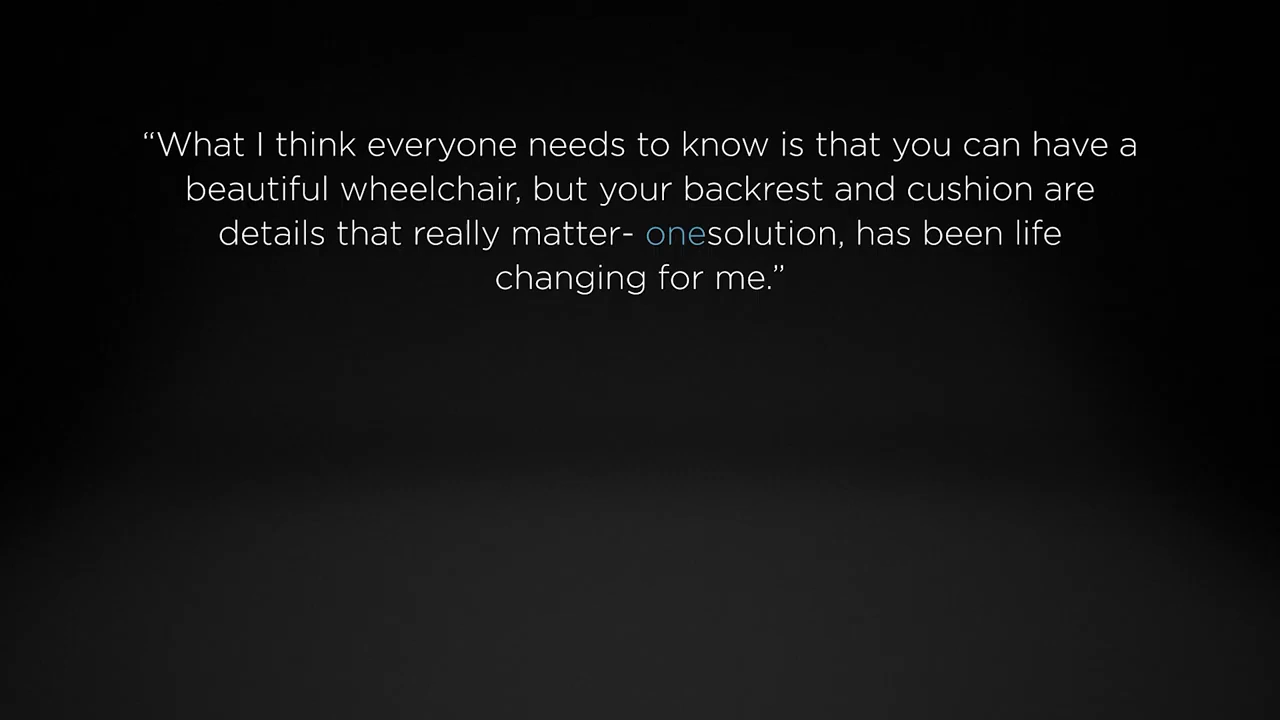 “What I think everyone needs to know is that you can have a
beautiful wheelchair, but your backrest and cushion are
details that really matter- onesolution, has been life
changing for me.”